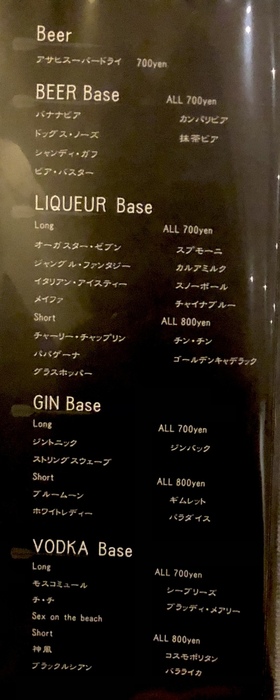 Beer
アサヒスーパードライ 700yen
BEER Base ALL 700yen
バナナビア カンパリビア
ドッグス・ノーズ 抹茶ビア
シャンディ・ガフ
ビア・バスター
LIQUEUR Base
Long ALL 700yen
オーガスター・セブン スプモーニ
ジャングル・ファンタジー カルアミルク
イタリアン・アイスティー スノーボール
メイファ チャイナブルー
Short ALL 800yen
チャーリー・チャップリン チン・チン
パパゲーナ ゴールデンキャデラック
グラスホッパー
GIN Base
Long ALL 700yen
ジントニック ジンバック
ストリングスウェーブ
Short ALL 800yen
ブルームーン ギムレット
ホワイトレディー パラダイス
VODKA Base
Long ALL 700yen
モスコミュール シーブリーズ
チ・チ ブラッディ・メアリー
Sex on the beach
Short ALL 800yen
神風 コスモポリタン
ブラックルシアン バラライカ